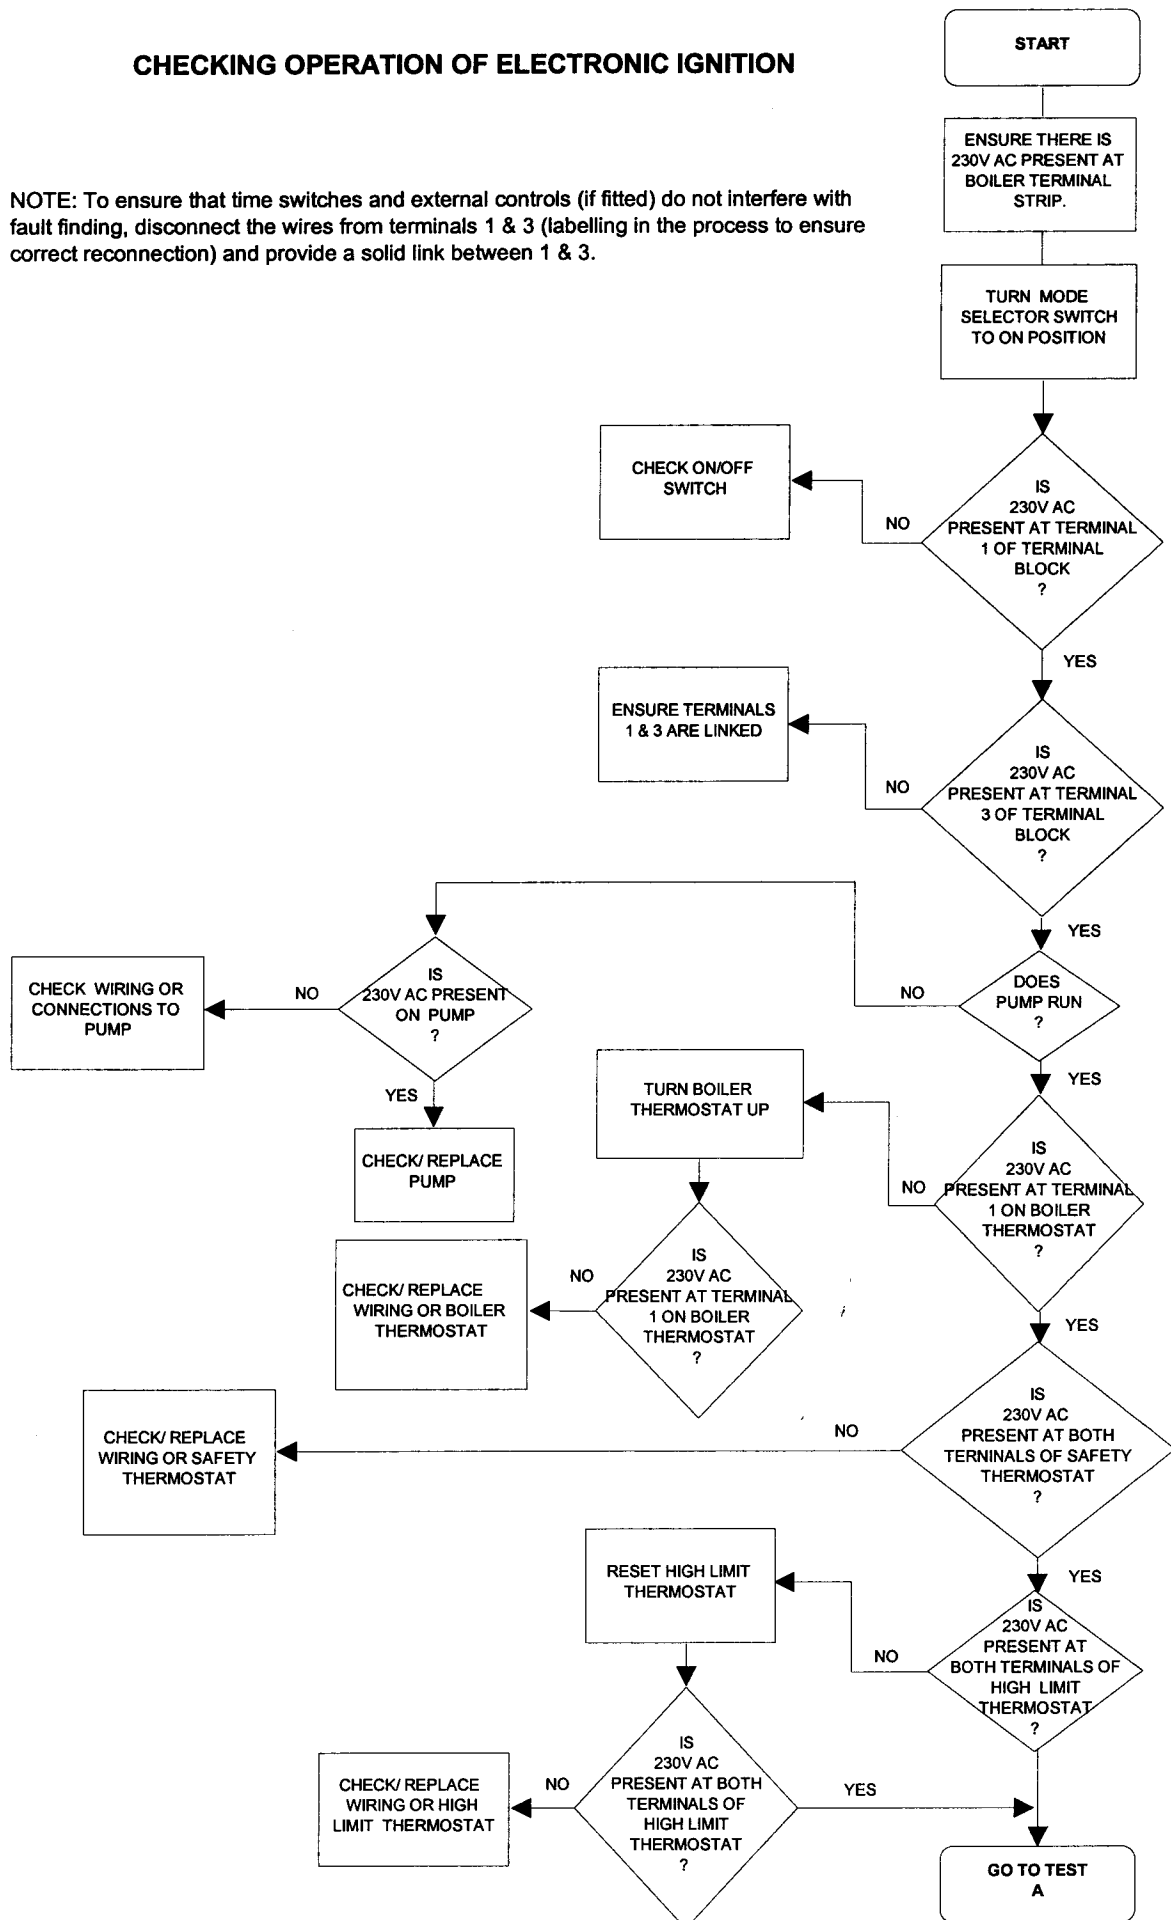 CHECKING OPERATION OF ELECTRONIC IGNITION
START
ENSURE THERE IS
230V AC PRESENT AT
BOILER TERMINAL
STRIP.
NOTE: To ensure that time switches and external controls (if fitted) do not interfere with
fault finding, disconnect the wires from terminals 1 & 3 (labelling in the process to ensure
correct reconnection) and provide a solid link between 1 & 3.
TURN MODE
SELECTOR SWITCH
TO ON POSITION
CHECK ON/OFF
SWITCH
NO
IS
230V AC
PRESENT AT TERMINAL
1 OF TERMINAL
BLOCK
?
YES
ENSURE TERMINALS
1 & 3 ARE LINKED
NO
IS
230V AC
PRESENT AT TERMINAL
3 OF TERMINAL
BLOCK
?
YES
CHECK WIRING OR
CONNECTIONS TO
PUMP
NO
IS
230V AC PRESENT
ON PUMP
?
NO
DOES
PUMP RUN
?
YES
YES
CHECK/ REPLACE
PUMP
TURN BOILER
THERMOSTAT UP
NO
IS
230V AC
PRESENT AT TERMINAL
1 ON BOILER
THERMOSTAT
?
CHECK/ REPLACE
WIRING OR BOILER
THERMOSTAT
NO
IS
230V AC
PRESENT AT TERMINAL
1 ON BOILER
THERMOSTAT
?
YES
CHECK/ REPLACE
WIRING OR SAFETY
THERMOSTAT
NO
IS
230V AC
PRESENT AT BOTH
TERNINALS OF SAFETY
THERMOSTAT
?
YES
RESET HIGH LIMIT
THERMOSTAT
NO
IS
230V AC
PRESENT AT
BOTH TERMINALS OF
HIGH LIMIT
THERMOSTAT
?
CHECK/ REPLACE
WIRING OR HIGH
LIMIT THERMOSTAT
NO
IS
230V AC
PRESENT AT BOTH
TERMINALS OF
HIGH LIMIT
THERMOSTAT
?
YES
GO TO TEST
A